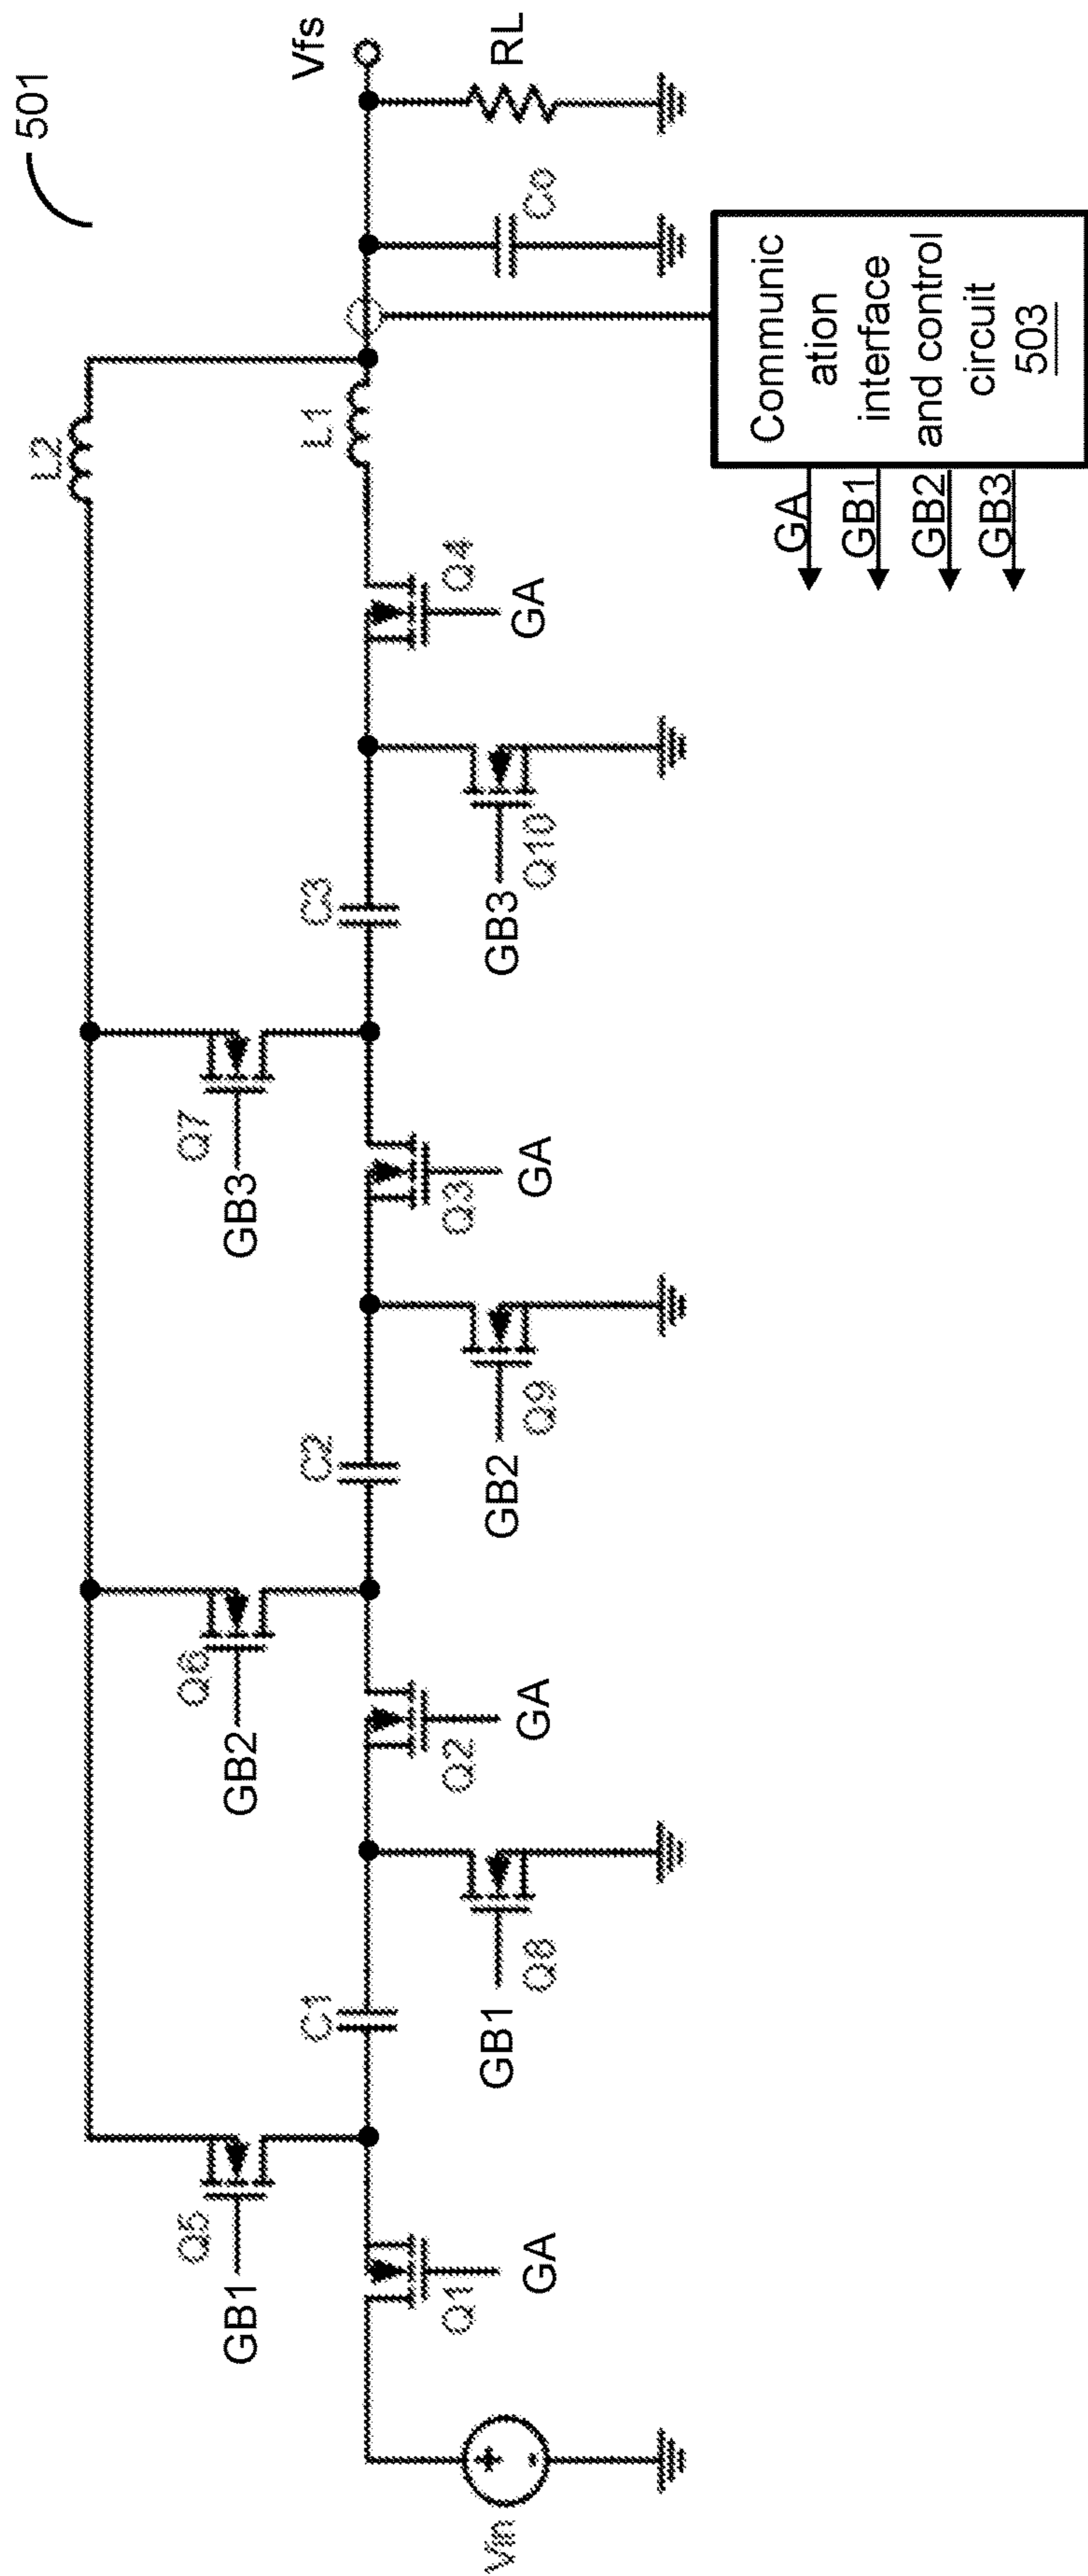 501
Vfs
L2
L1
Co
RL
Q4
GA
Communic
ation
interface
and control
circuit
503
GA
GB1
GB2
GB3
C3
GB3
Q10
Q7
GB3
Q3
GA
C2
GB2
Q9
Q6
GB2
Q2
GA
C1
GB1
Q8
Q5
GB1
Q1
GA
Vin
+
-